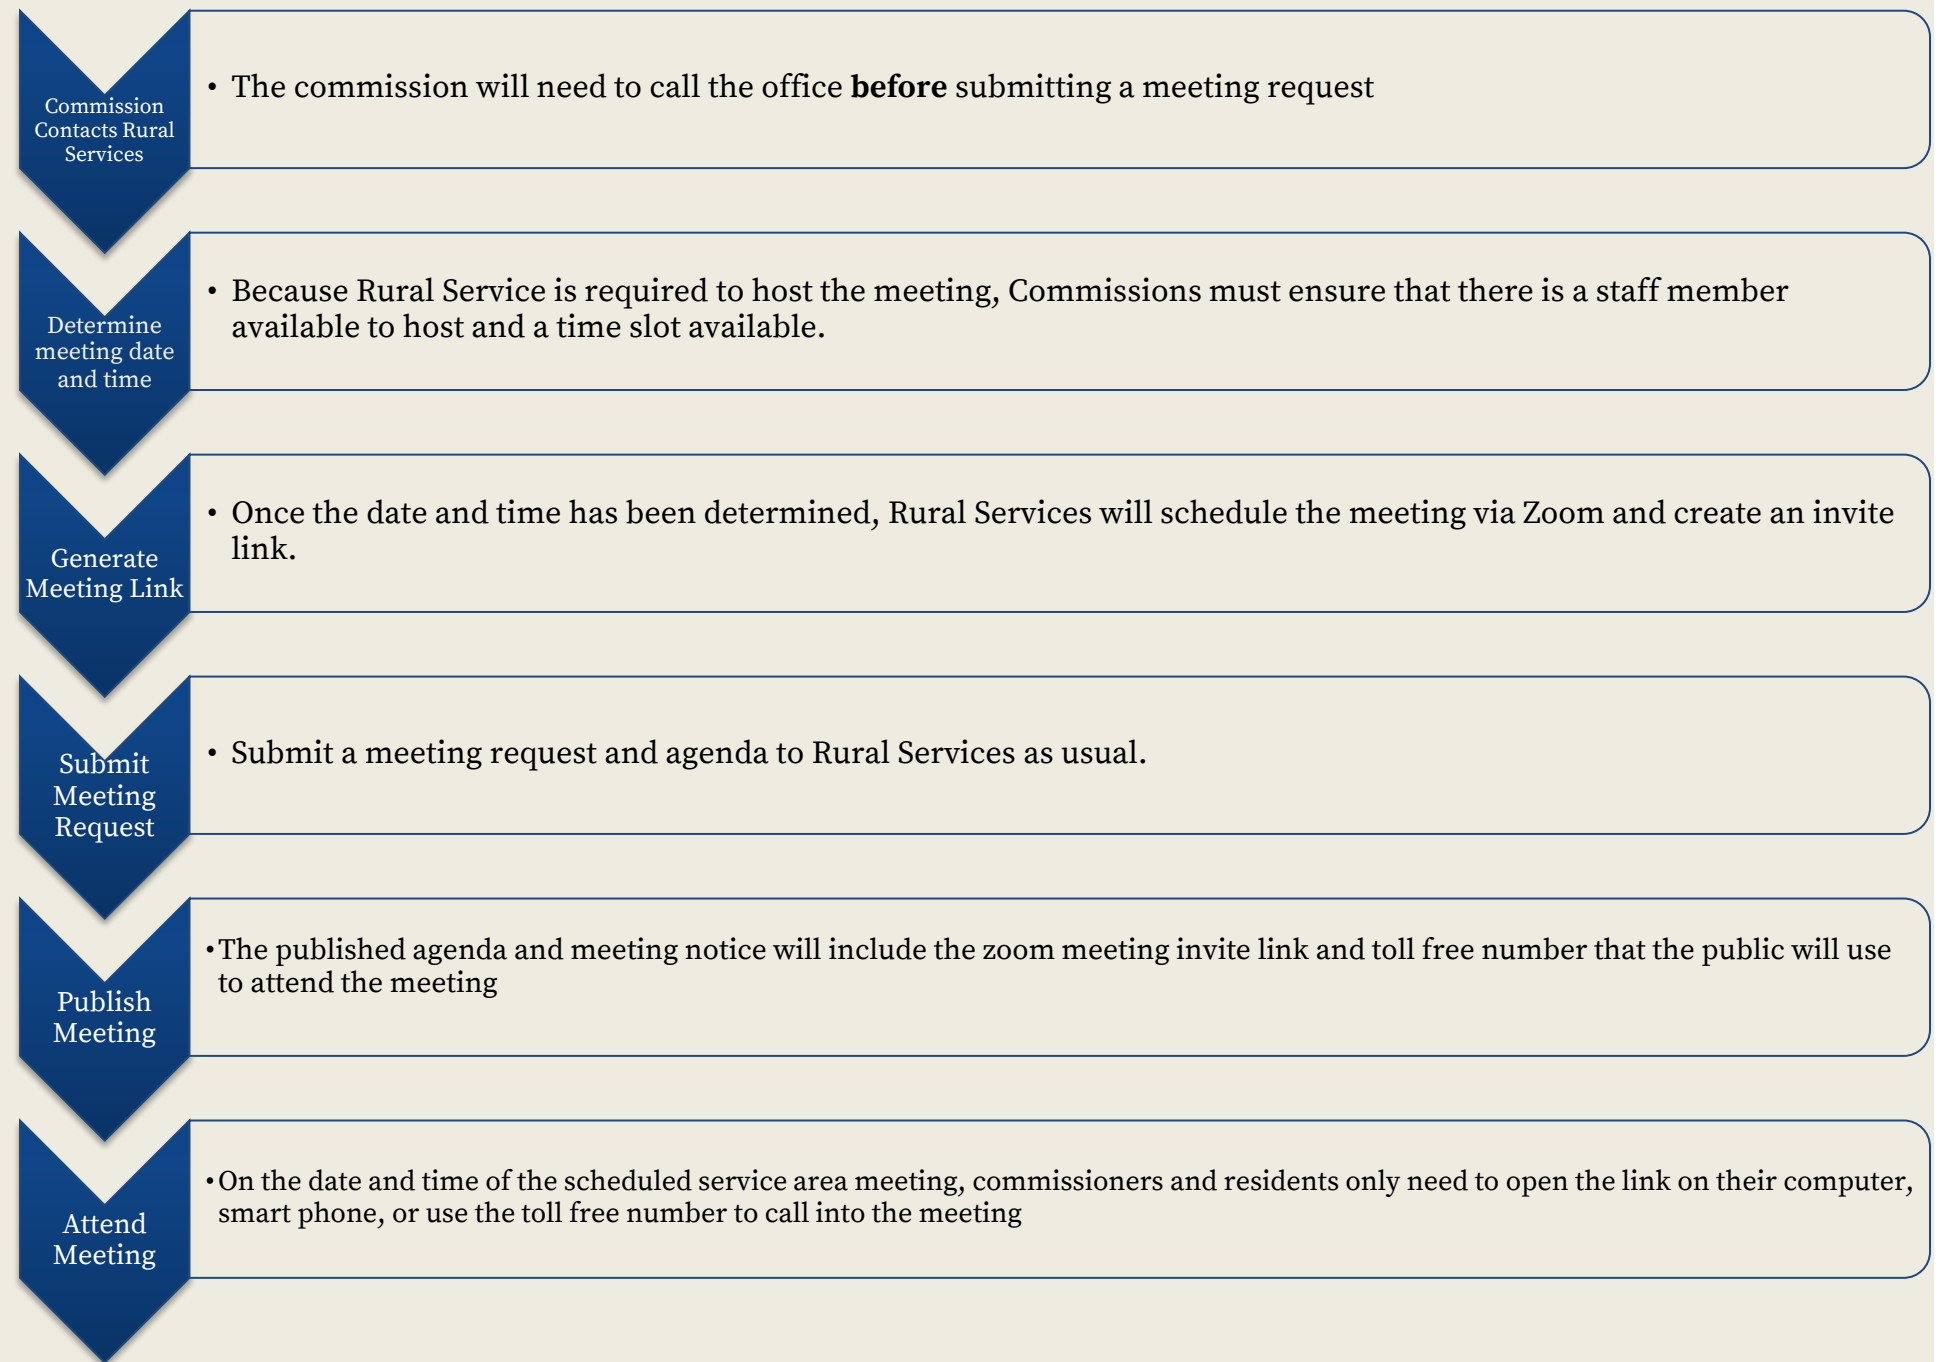 Commission
Contacts Rural
Services
• The commission will need to call the office before submitting a meeting request
Determine
meeting date
and time
• Because Rural Service is required to host the meeting, Commissions must ensure that there is a staff member
available to host and a time slot available.
Generate
Meeting Link
• Once the date and time has been determined, Rural Services will schedule the meeting via Zoom and create an invite
link.
Submit
Meeting
Request
• Submit a meeting request and agenda to Rural Services as usual.
Publish
Meeting
• The published agenda and meeting notice will include the zoom meeting invite link and toll free number that the public will use
to attend the meeting
Attend
Meeting
• On the date and time of the scheduled service area meeting, commissioners and residents only need to open the link on their computer,
smart phone, or use the toll free number to call into the meeting